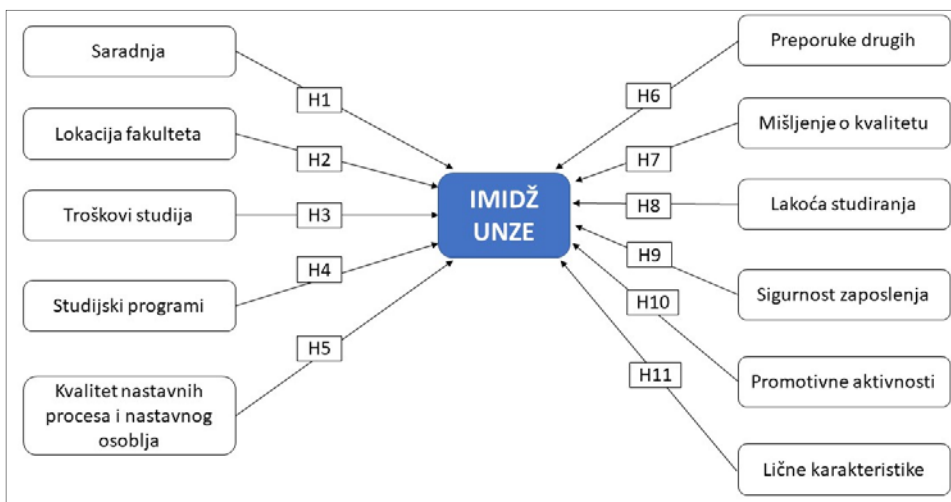 Saradnja
H1
Lokacija fakulteta
H2
Troškovi studija
H3
Studijski programi
H4
Kvalitet nastavnih
procesa i nastavnog
osoblja
H5
IMIDŽ
UNZE
Preporuke drugih
H6
Mišljenje o kvalitetu
H7
Lakoća studiranja
H8
Sigurnost zaposlenja
H9
Promotivne aktivnosti
H10
Lične karakteristike
H11